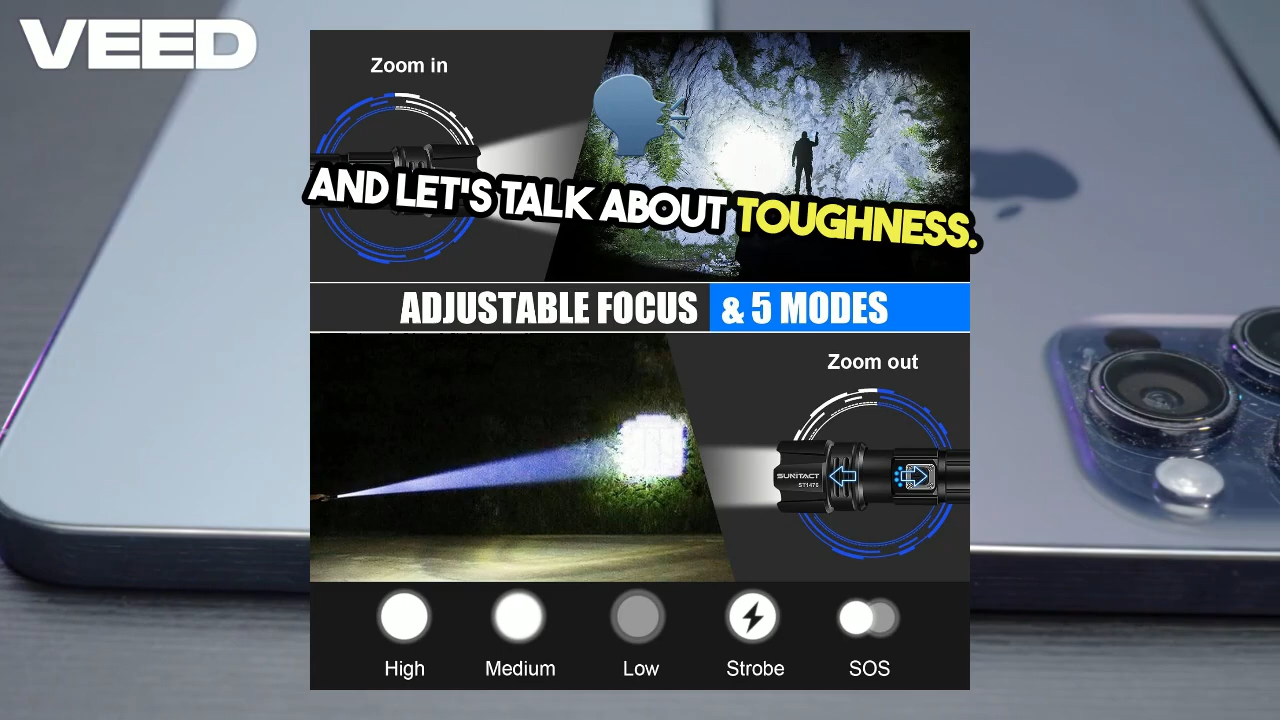 VEED
Zoom in
AND LET'S TALK ABOUT TOUGHNESS.
ADJUSTABLE FOCUS & 5 MODES
Zoom out
SUNITACT
ST1476
High
Medium
Low
Strobe
SOS